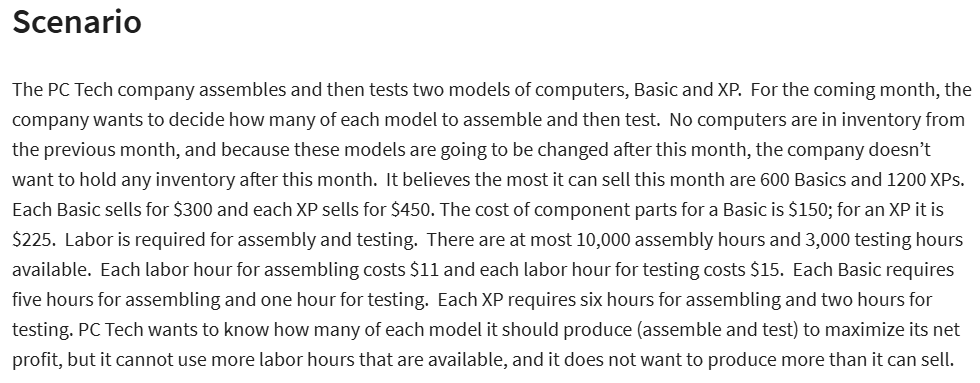 Scenario
The PC Tech company assembles and then tests two models of computers, Basic and XP.  For the coming month, the
company wants to decide how many of each model to assemble and then test.  No computers are in inventory from
the previous month, and because these models are going to be changed after this month, the company doesn’t
want to hold any inventory after this month.  It believes the most it can sell this month are 600 Basics and 1200 XPs.
Each Basic sells for $300 and each XP sells for $450. The cost of component parts for a Basic is $150; for an XP it is
$225.  Labor is required for assembly and testing.  There are at most 10,000 assembly hours and 3,000 testing hours
available.  Each labor hour for assembling costs $11 and each labor hour for testing costs $15.  Each Basic requires
five hours for assembling and one hour for testing.  Each XP requires six hours for assembling and two hours for
testing. PC Tech wants to know how many of each model it should produce (assemble and test) to maximize its net
profit, but it cannot use more labor hours that are available, and it does not want to produce more than it can sell.